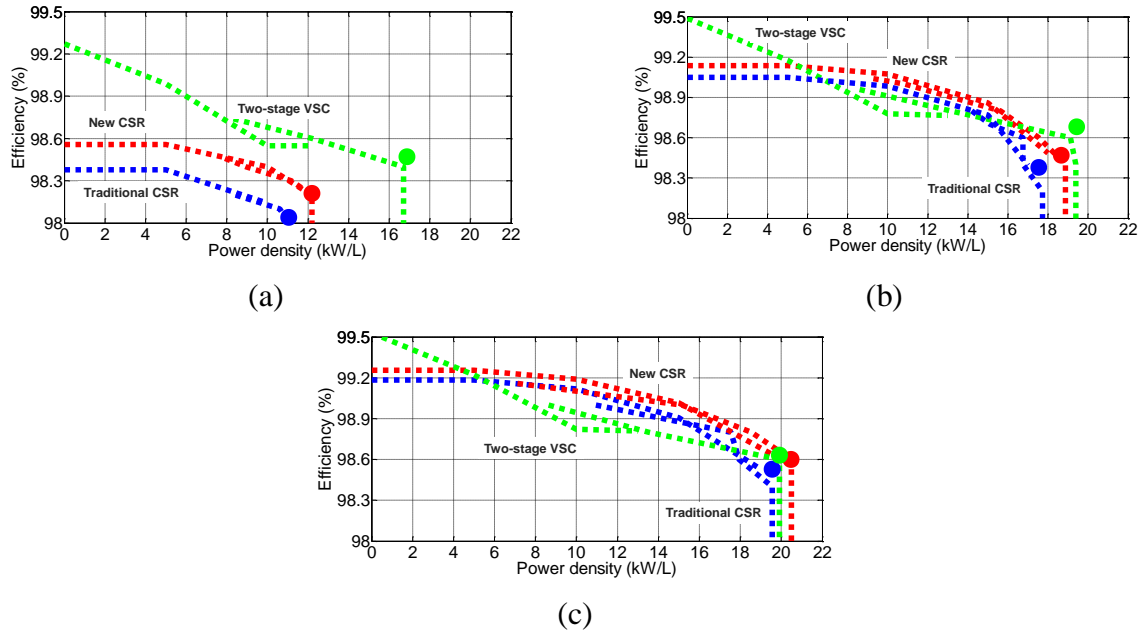 99.5
99.2
98.9
98.6
98.3
98
Efficiency (%)
Two-stage VSC
New CSR
Traditional CSR
0 2 4 6 8 10 12 14 16 18 20 22
Power density (kW/L)
(a)
99.5
99.2
98.9
98.6
98.3
98
Efficiency (%)
Two-stage VSC
New CSR
Traditional CSR
0 2 4 6 8 10 12 14 16 18 20 22
Power density (kW/L)
(b)
99.5
99.2
98.9
98.6
98.3
98
Efficiency (%)
New CSR
Two-stage VSC
Traditional CSR
0 2 4 6 8 10 12 14 16 18 20 22
Power density (kW/L)
(c)